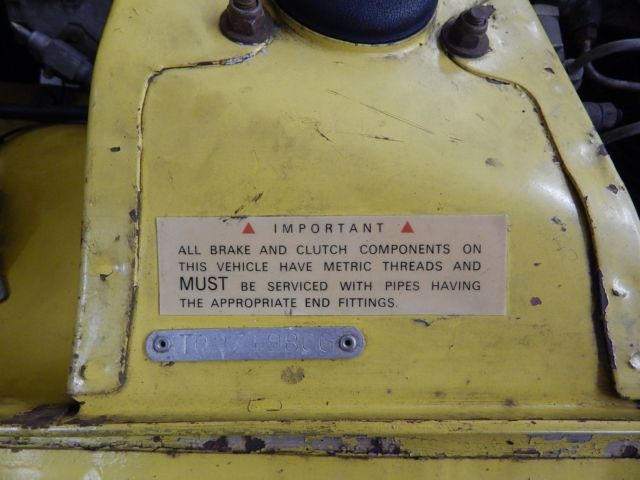 IMPORTANT
ALL BRAKE AND CLUTCH COMPONENTS ON
THIS VEHICLE HAVE METRIC THREADS AND
MUST BE SERVICED WITH PIPES HAVING
THE APPROPRIATE END FITTINGS.